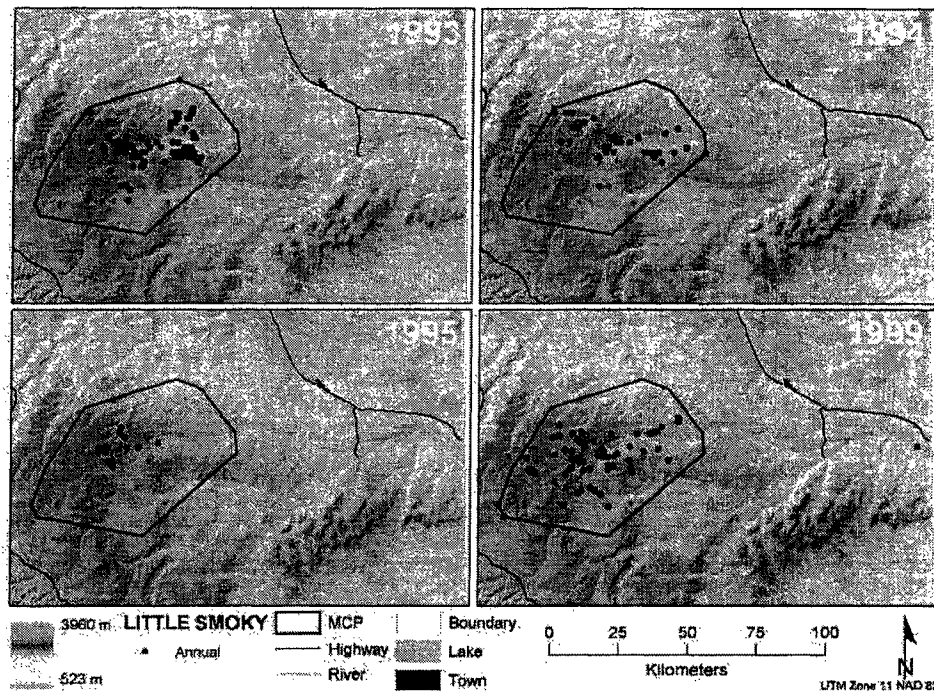 1993
1994
1995
1999
3960 m LITTLE SMOKY MCP Boundary 0 25 50 75 100
Annual Highway Lake
523 m River Town Kilometers
N
UTM Zone 11 NAD 83